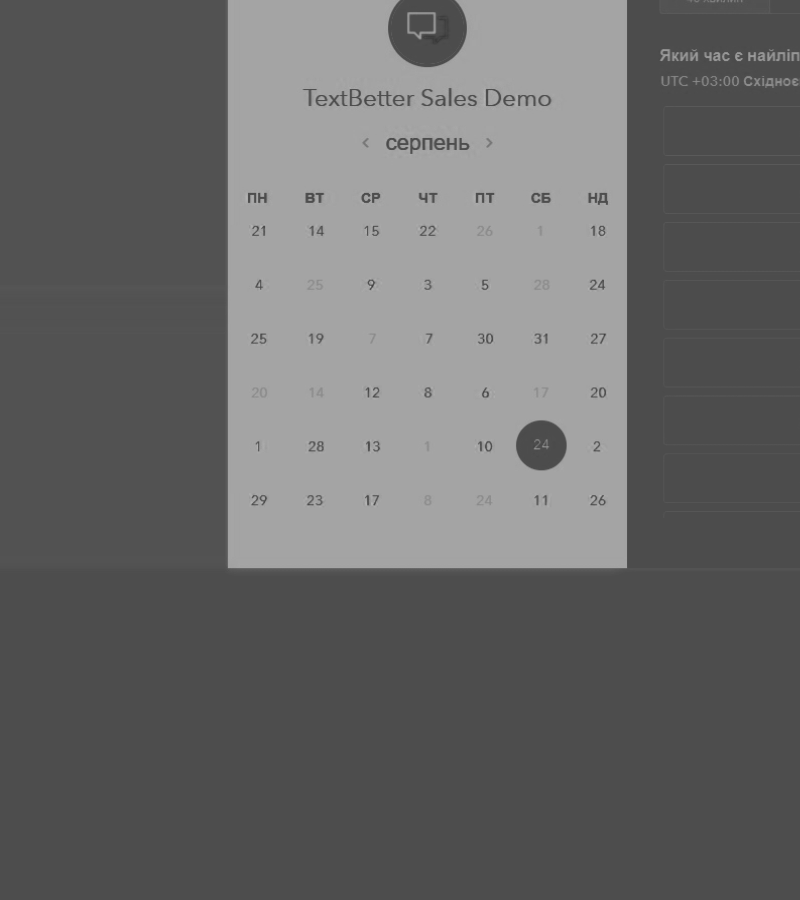 TextBetter Sales Demo
серпень
ПН ВТ СР ЧТ ПТ СБ НД
21 14 15 22 26 1 18
4 25 9 3 5 28 24
25 19 7 7 30 31 27
20 14 12 8 6 17 20
1 28 13 1 10 24 2
29 23 17 8 24 11 26
Який час є найліп
UTC +03:00 Східноє